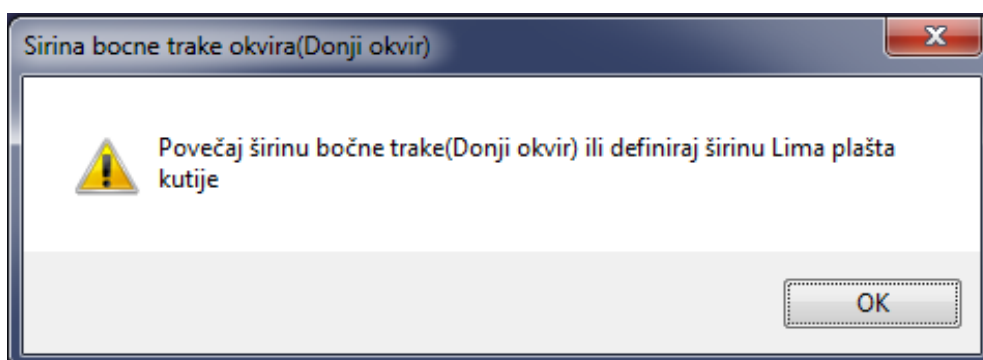 Sirina bocne trake okvira(Donji okvir)
Povečaj širinu bočne trake(Donji okvir) ili definiraj širinu Lima plašta
kutije
OK